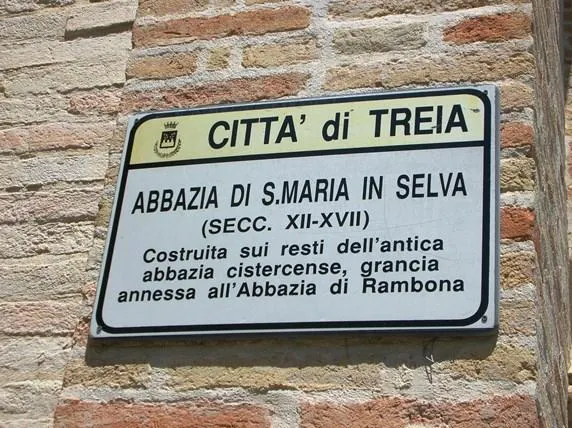 CITTA' di TREIA
ABBAZIA DI S.MARIA IN SELVA
(SECC. XII-XVII)
Costruita sui resti dell'antica
abbazia cistercense, grancia
annessa all'Abbazia di Rambona